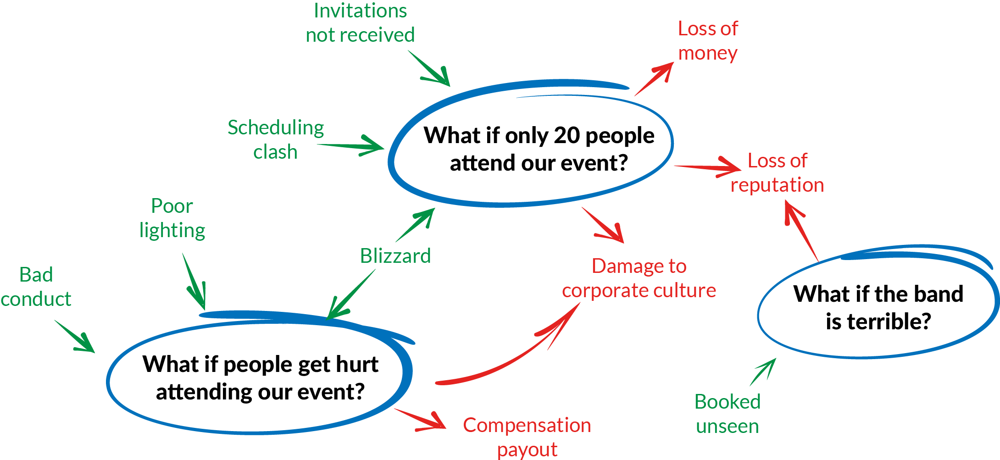 Invitations
not received
Loss of
money
Scheduling
clash
What if only 20 people
attend our event?
Loss of
reputation
Poor
lighting
Blizzard
Bad
conduct
Damage to
corporate culture
What if the band
is terrible?
What if people get hurt
attending our event?
Booked
unseen
Compensation
payout